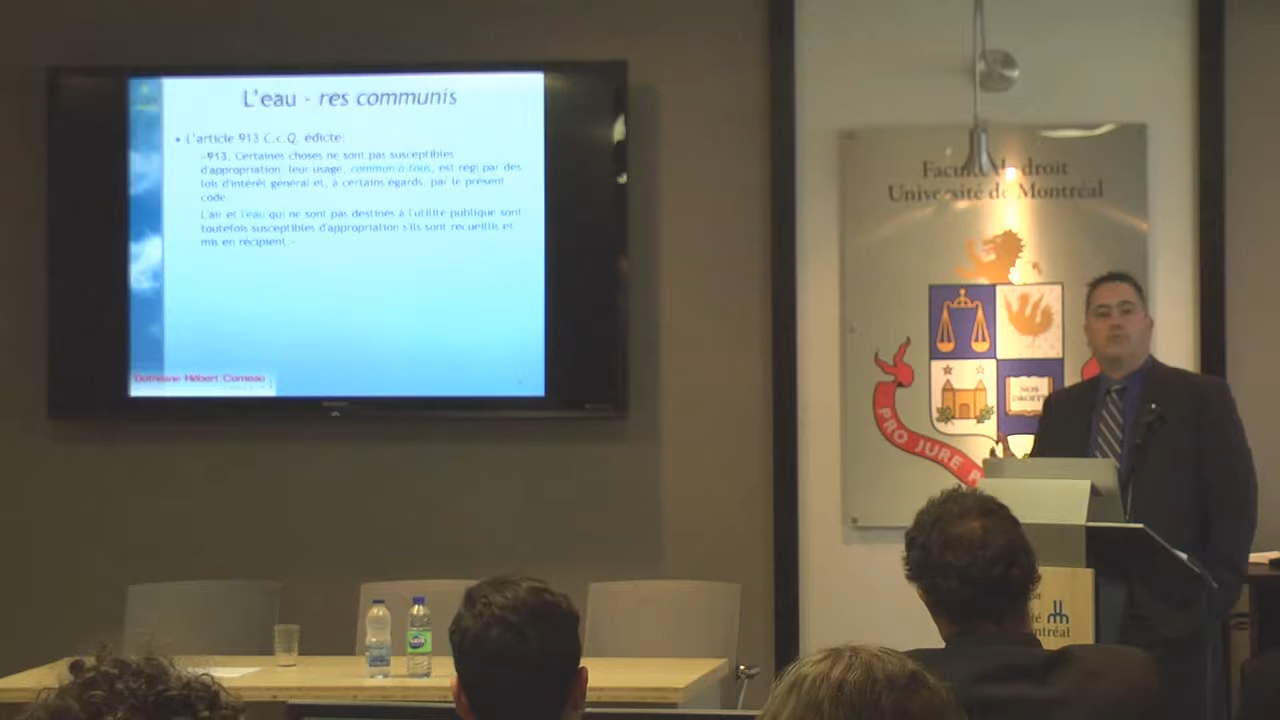 L'eau - res communis
• L'article 913 C.c.Q. édicte:
«913. Certaines choses ne sont pas susceptibles
d'appropriation; leur usage, commun à tous, est régi par des
lois d'intérêt général et, à certains égards, par le présent
code.
L'air et l'eau qui ne sont pas destinés à l'utilité publique sont
toutefois susceptibles d'appropriation s'ils sont recueillis et
mis en récipient.»
Dufresne Hébert Comeau
Faculté de droit
Université de Montréal
NOS
DROITS
PRO JURE